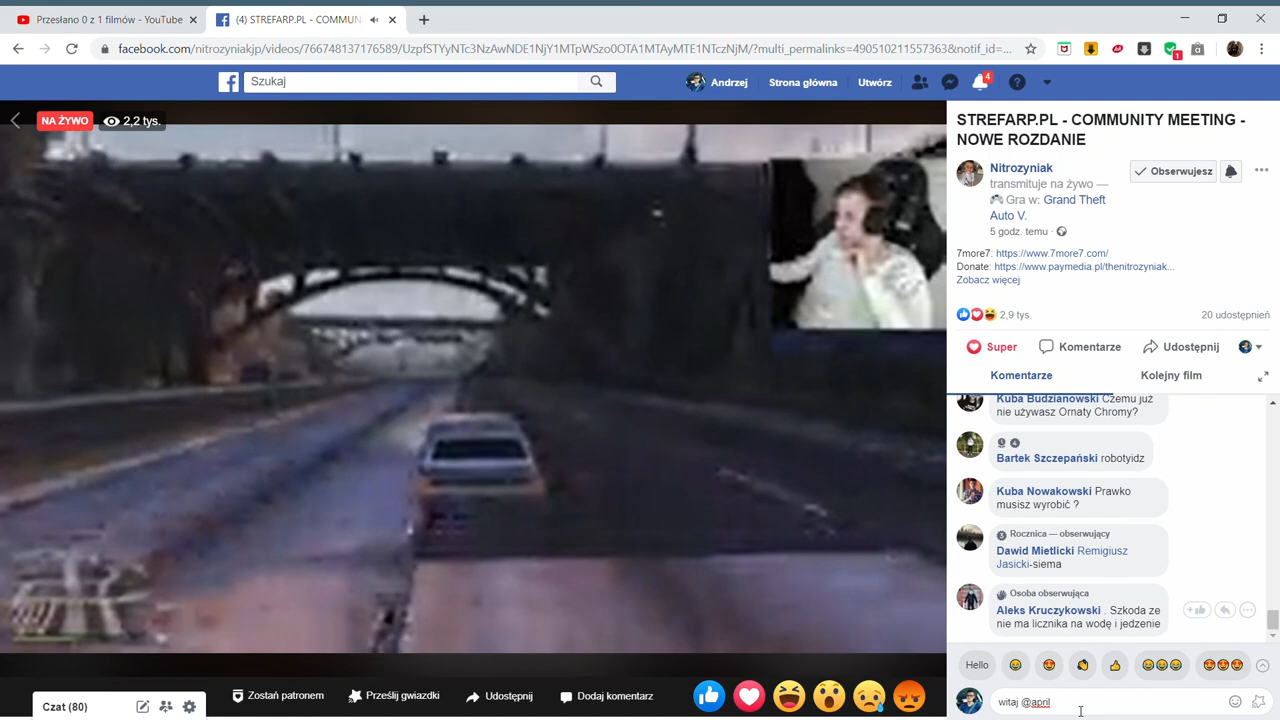 Przesłano 0 z 1 filmów - YouTube
(4) STREFARP.PL - COMMUN
facebook.com/nitrozyniakjp/videos/766748137176589/UzpfSTYyNTc3NzAwNDE1NjY1MTpWSzo0OTA1MTAyMTE1NTczNjM/?multi_permalinks=490510211557363&notif_id=...
1
Szukaj
Andrzej
Strona główna
Utwórz
4
NA ŻYWO
2,2 tys.
STREFARP.PL - COMMUNITY MEETING -
NOWE ROZDANIE
Nitrozyniak
transmituje na żywo —
Gra w: Grand Theft
Auto V.
5 godz. temu ·
Obserwujesz
7more7: https://www.7more7.com/
Donate: https://www.paymedia.pl/thenitrozyniak...
Zobacz więcej
2,9 tys.
20 udostępnień
Super
Komentarze
Udostępnij
Komentarze
Kolejny film
Kuba Budzianowski Czemu już
nie używasz Ornaty Chromy?
Bartek Szczepański robotyidz
Kuba Nowakowski Prawko
musisz wyrobić ?
Rocznica — obserwujący
Dawid Mietlicki Remigiusz
Jasicki-siema
Osoba obserwująca
Aleks Kruczykowski . Szkoda ze
nie ma licznika na wodę i jedzenie
Hello
witaj @april
Czat (80)
Zostań patronem
Prześlij gwiazdki
Udostępnij
Dodaj komentarz